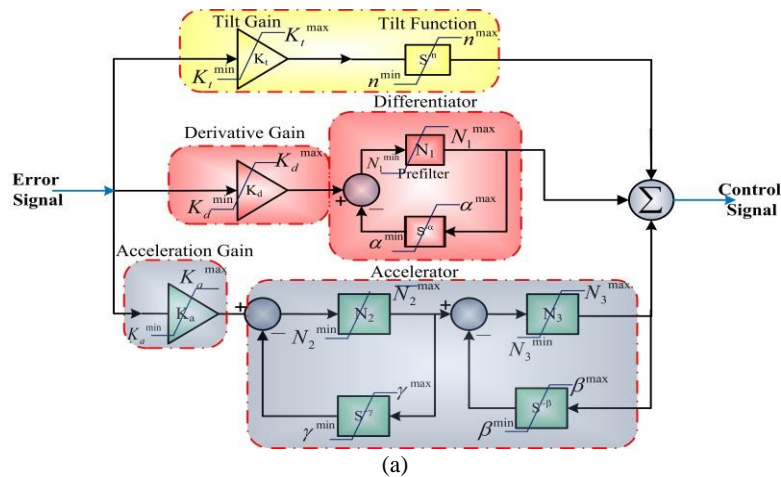 Tilt Gain
Tilt Function
K_t^max
n^max
K_t
S^-n
K_t^min
n^min
Differentiator
Derivative Gain
N_1^max
K_d^max
N_1
N_1^min
Prefilter
Error
Signal
K_d
K_d^min
+
−
α^max
S^α
α^min
Σ
Control
Signal
Acceleration Gain
Accelerator
K_a^max
N_2^max
N_3^max
K_a
+
−
N_2
+
−
N_3
K_a^min
N_2^min
N_3^min
γ^max
β^max
S^-γ
S^-β
γ^min
β^min
(a)